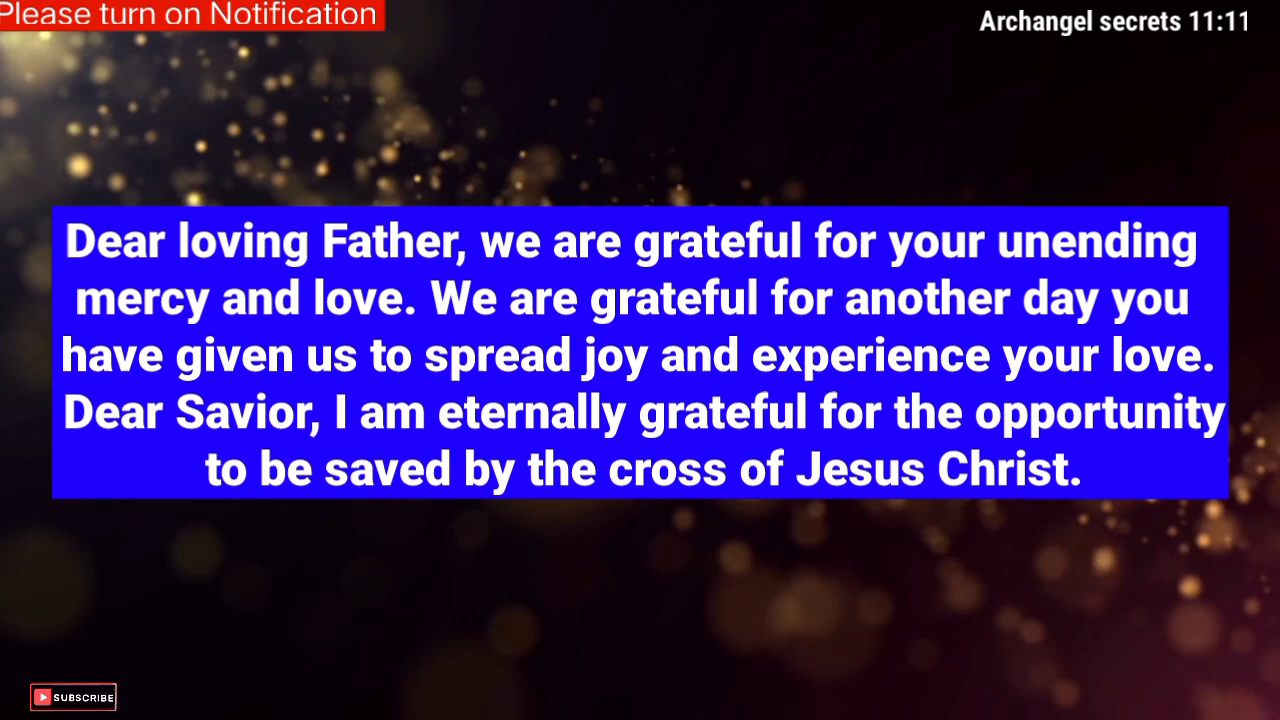 Please turn on Notification
Archangel secrets 11:11
Dear loving Father, we are grateful for your unending
mercy and love. We are grateful for another day you
have given us to spread joy and experience your love.
Dear Savior, I am eternally grateful for the opportunity
to be saved by the cross of Jesus Christ.
SUBSCRIBE